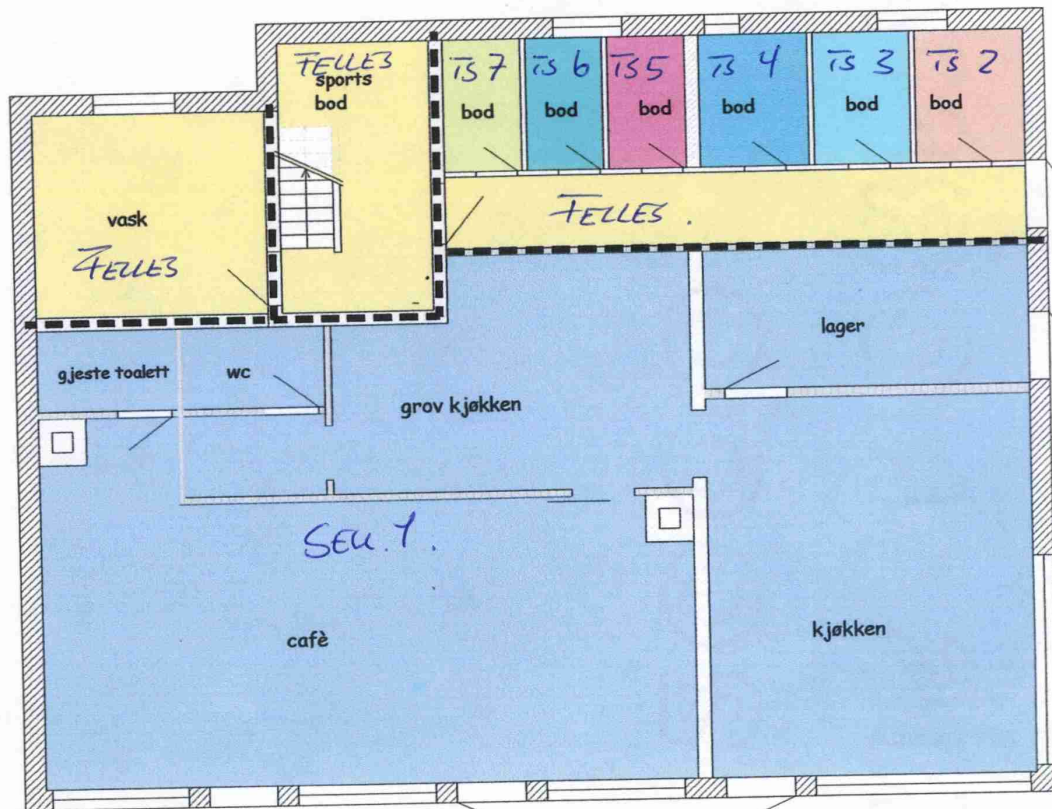 FELLES
sports
bod
TS 7
bod
TS 6
bod
TS 5
bod
TS 4
bod
TS 3
bod
TS 2
bod
vask
FELLES
FELLES.
gjeste toalett
wc
grov kjøkken
lager
SEK. 1.
cafè
kjøkken